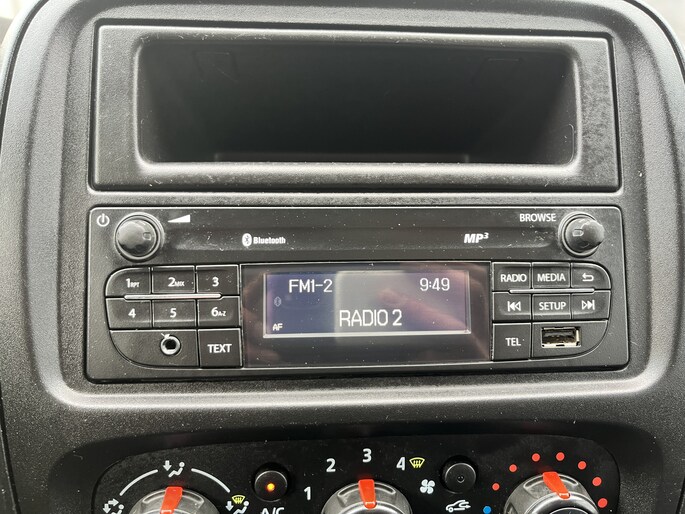 BROWSE
Bluetooth
MP3
1RPT 2MIX 3
4 5 6A-Z
TEXT
FM1-2 9:49
RADIO 2
AF
RADIO MEDIA
SETUP
TEL
1 2 3 4
A/C